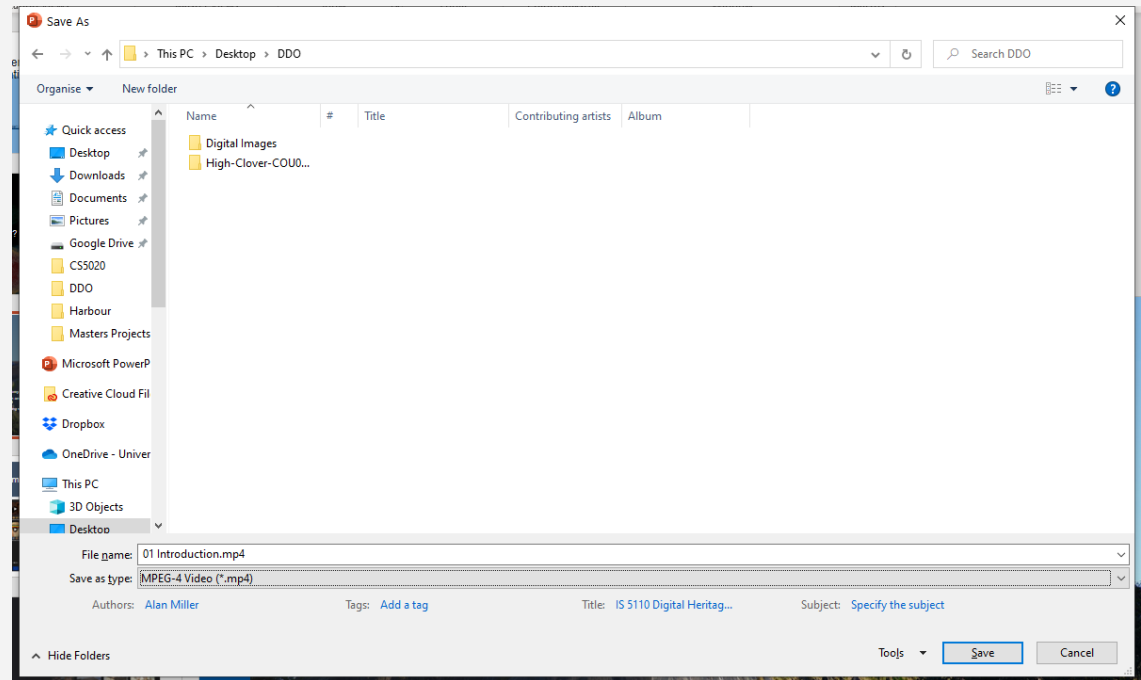 Save As
This PC > Desktop > DDO
Search DDO
Organise
New folder
Name
#
Title
Contributing artists
Album
Quick access
Desktop
Downloads
Documents
Pictures
Google Drive
CS5020
DDO
Harbour
Masters Projects
Microsoft PowerP
Creative Cloud Fil
Dropbox
OneDrive - Univer
This PC
3D Objects
Desktop
Digital Images
High-Clover-COU0...
File name: 01 Introduction.mp4
Save as type: MPEG-4 Video (*.mp4)
Authors: Alan Miller Tags: Add a tag Title: IS 5110 Digital Heritag... Subject: Specify the subject
Hide Folders
Tools Save Cancel